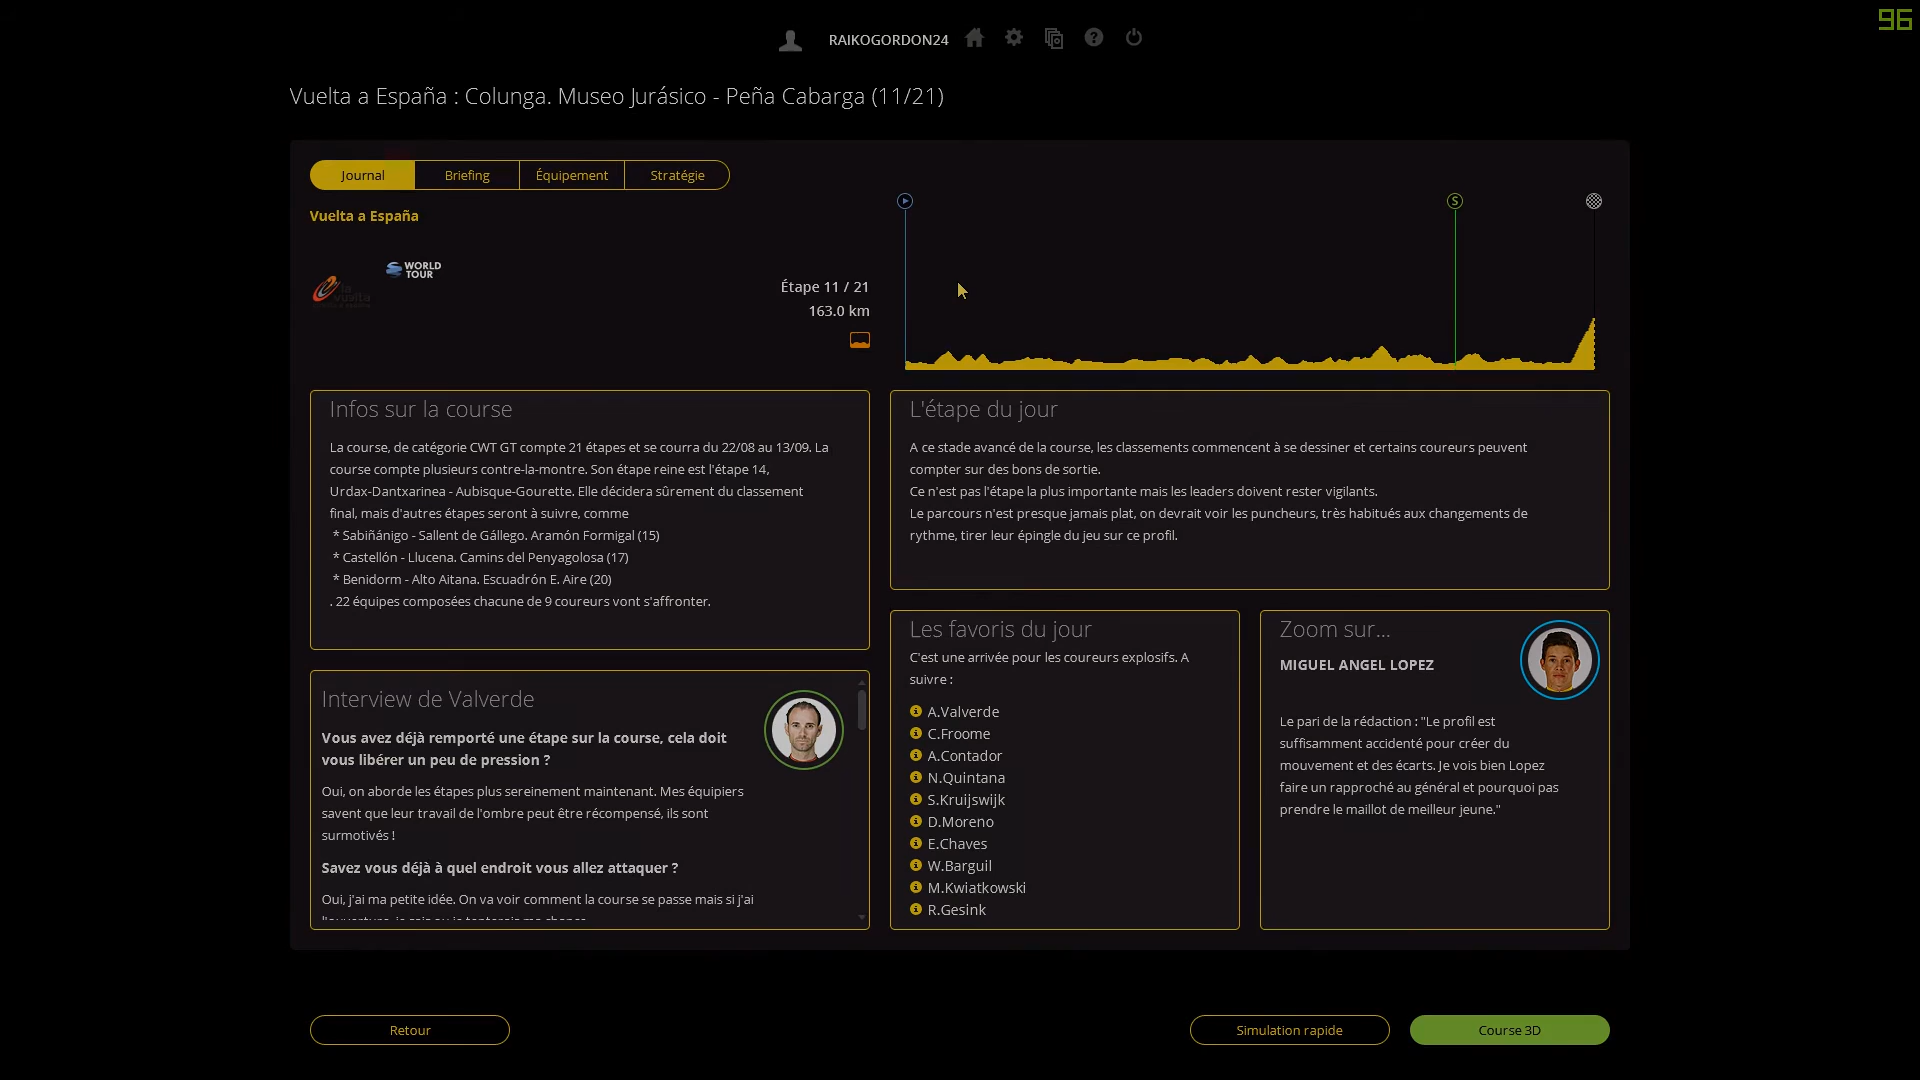 96
RAIKOGORDON24
Vuelta a España : Colunga. Museo Jurásico - Peña Cabarga (11/21)
Journal
Briefing
Équipement
Stratégie
Vuelta a España
WORLD
TOUR
la
vuelta
Étape 11 / 21
163.0 km
S
Infos sur la course
La course, de catégorie CWT GT compte 21 étapes et se courra du 22/08 au 13/09. La
course compte plusieurs contre-la-montre. Son étape reine est l'étape 14,
Urdax-Dantxarinea - Aubisque-Gourette. Elle décidera sûrement du classement
final, mais d'autres étapes seront à suivre, comme
* Sabiñánigo - Sallent de Gállego. Aramón Formigal (15)
* Castellón - Llucena. Camins del Penyagolosa (17)
* Benidorm - Alto Aitana. Escuadrón E. Aire (20)
. 22 équipes composées chacune de 9 coureurs vont s'affronter.
L'étape du jour
A ce stade avancé de la course, les classements commencent à se dessiner et certains coureurs peuvent
compter sur des bons de sortie.
Ce n'est pas l'étape la plus importante mais les leaders doivent rester vigilants.
Le parcours n'est presque jamais plat, on devrait voir les puncheurs, très habitués aux changements de
rythme, tirer leur épingle du jeu sur ce profil.
Interview de Valverde
Vous avez déjà remporté une étape sur la course, cela doit
vous libérer un peu de pression ?
Oui, on aborde les étapes plus sereinement maintenant. Mes équipiers
savent que leur travail de l'ombre peut être récompensé, ils sont
surmotivés !
Savez vous déjà à quel endroit vous allez attaquer ?
Oui, j'ai ma petite idée. On va voir comment la course se passe mais si j'ai
Les favoris du jour
C'est une arrivée pour les coureurs explosifs. A
suivre :
A.Valverde
C.Froome
A.Contador
N.Quintana
S.Kruijswijk
D.Moreno
E.Chaves
W.Barguil
M.Kwiatkowski
R.Gesink
Zoom sur...
MIGUEL ANGEL LOPEZ
Le pari de la rédaction : "Le profil est
suffisamment accidenté pour créer du
mouvement et des écarts. Je vois bien Lopez
faire un rapproché au général et pourquoi pas
prendre le maillot de meilleur jeune."
Retour
Simulation rapide
Course 3D